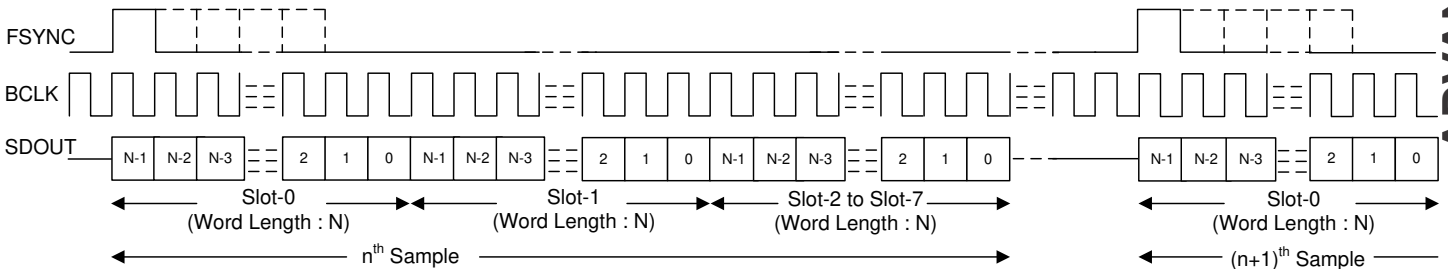 FSYNC
BCLK
SDOUT N-1 N-2 N-3 2 1 0 N-1 N-2 N-3 2 1 0 N-1 N-2 N-3 2 1 0 N-1 N-2 N-3 2 1 0
Slot-0 Slot-1 Slot-2 to Slot-7 Slot-0
(Word Length : N) (Word Length : N) (Word Length : N) (Word Length : N)
nth Sample (n+1)th Sample